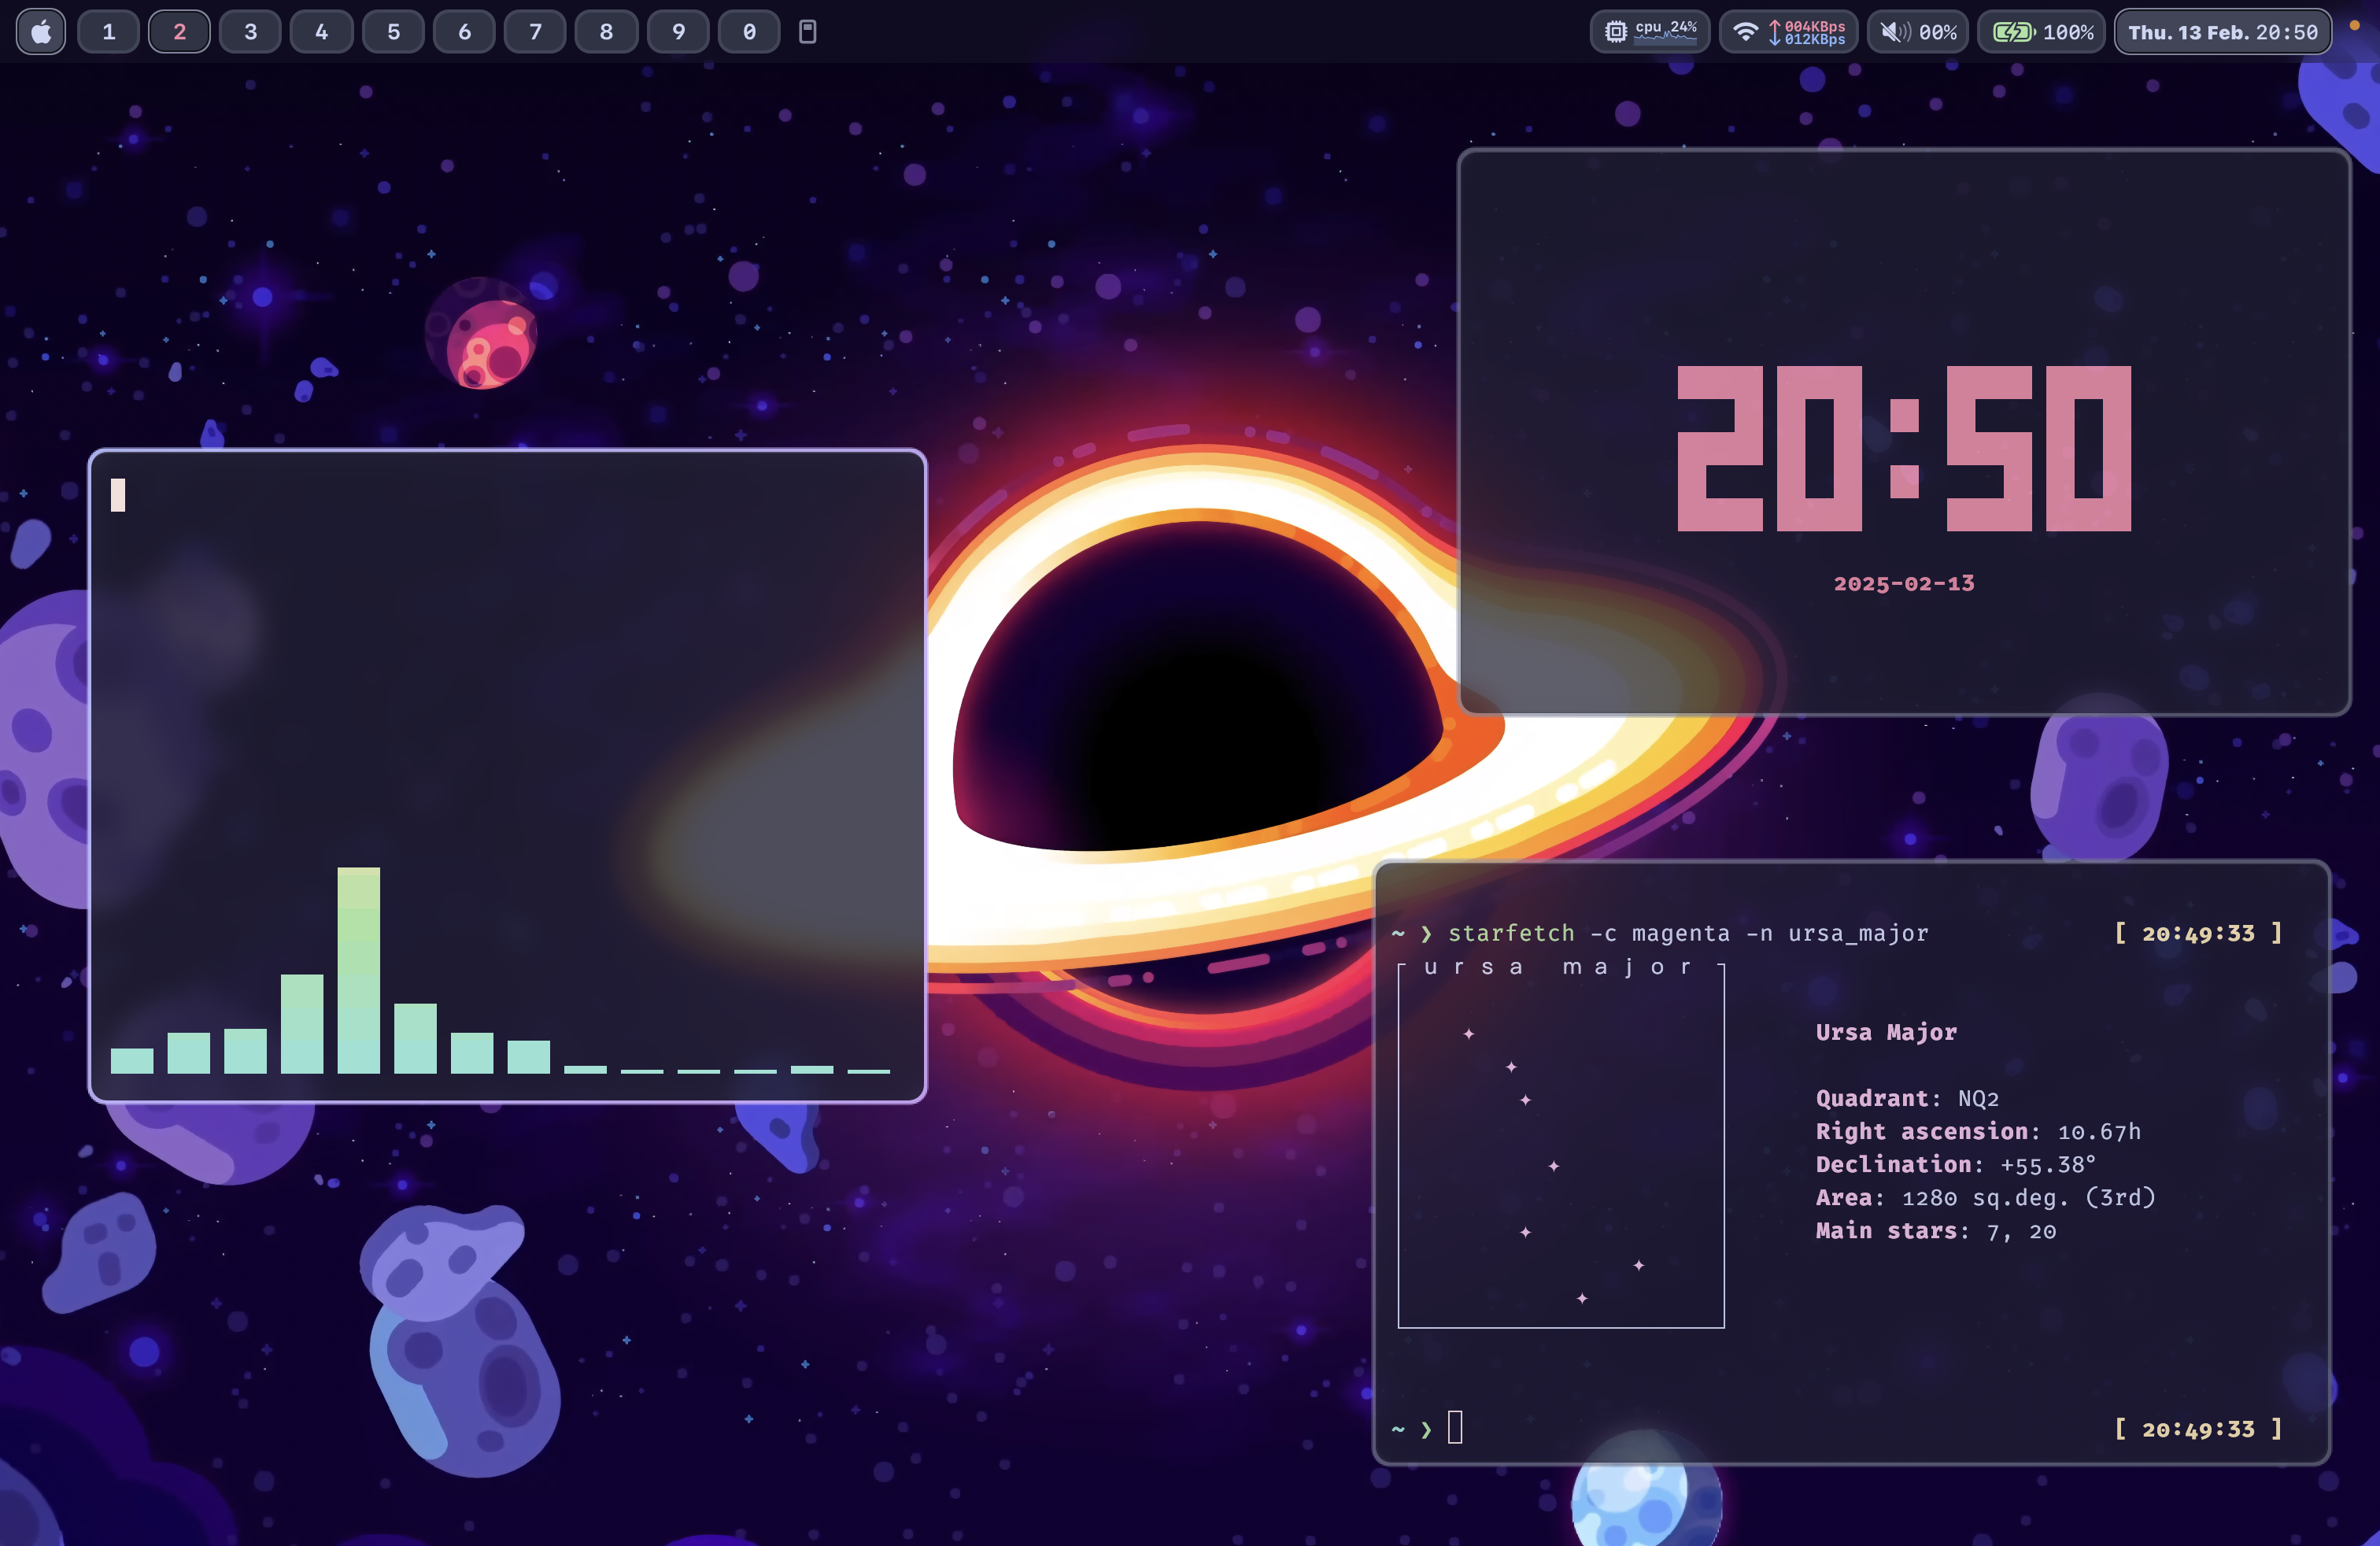 1 2 3 4 5 6 7 8 9 0
cpu 24%
004KBps
012KBps
00%
100%
Thu. 13 Feb. 20:50
20:50
2025-02-13
~ ❯ starfetch -c magenta -n ursa_major [ 20:49:33 ]
ursa major
Ursa Major
Quadrant: NQ2
Right ascension: 10.67h
Declination: +55.38°
Area: 1280 sq.deg. (3rd)
Main stars: 7, 20
~ ❯ [ 20:49:33 ]